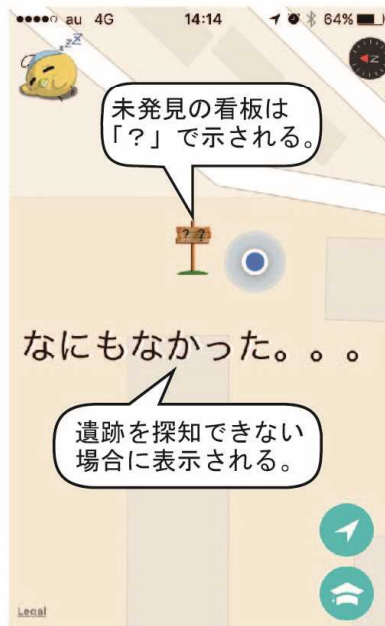 au 4G 14:14 64%
zzZ
N
未発見の看板は
「？」で示される。
? ?
なにもなかった。。。
遺跡を探知できない
場合に表示される。
Legal